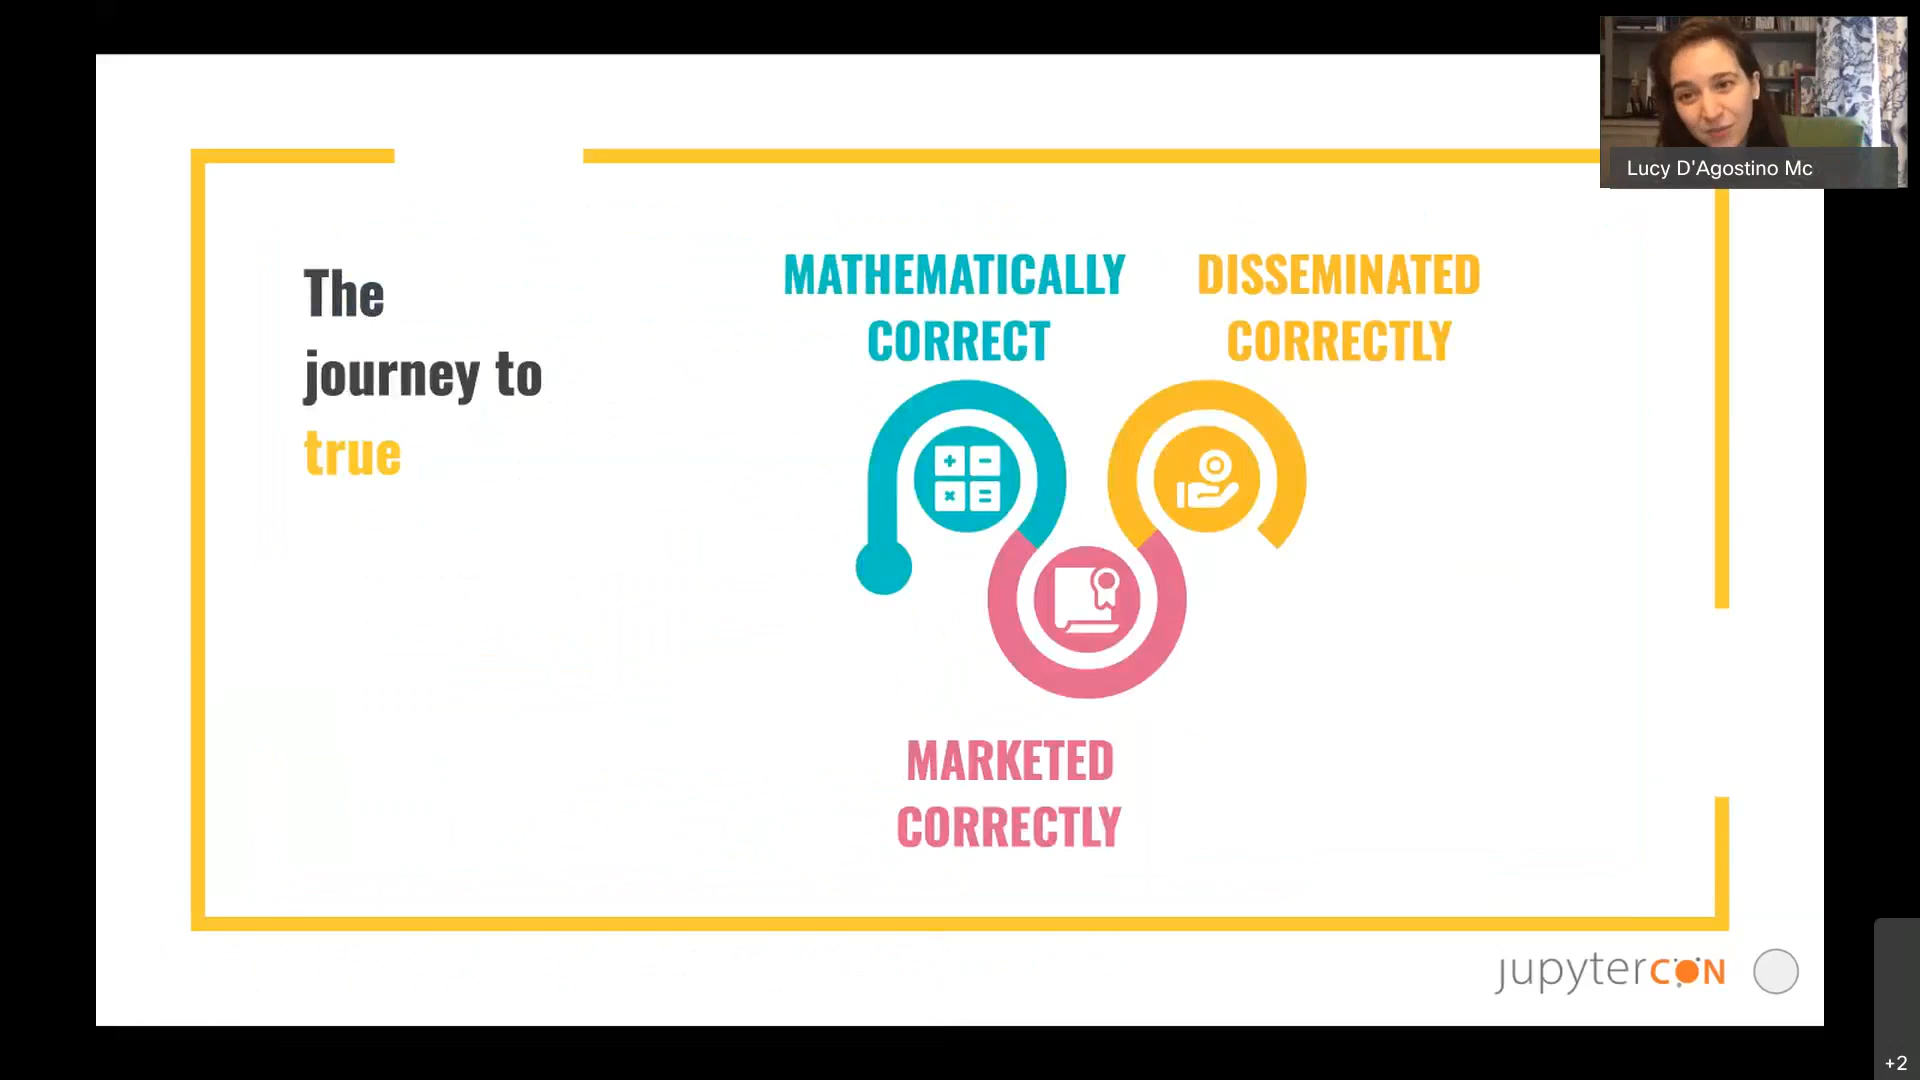 Lucy D'Agostino Mc
The
journey to
true
MATHEMATICALLY
CORRECT
DISSEMINATED
CORRECTLY
MARKETED
CORRECTLY
jupytercon
+2